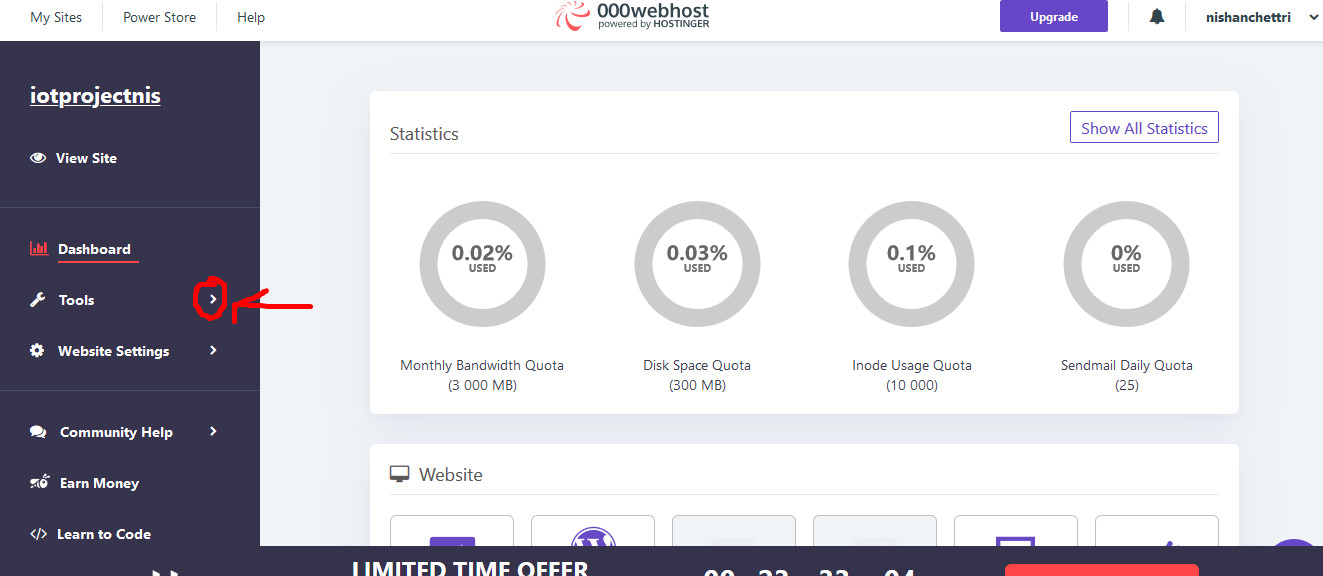 My Sites
Power Store
Help
000webhost
powered by HOSTINGER
Upgrade
nishanchettri
iotprojectnis
View Site
Dashboard
Tools
Website Settings
Community Help
Earn Money
Learn to Code
Statistics
Show All Statistics
0.02%
USED
Monthly Bandwidth Quota
(3 000 MB)
0.03%
USED
Disk Space Quota
(300 MB)
0.1%
USED
Inode Usage Quota
(10 000)
0%
USED
Sendmail Daily Quota
(25)
Website
LIMITED TIME OFFER